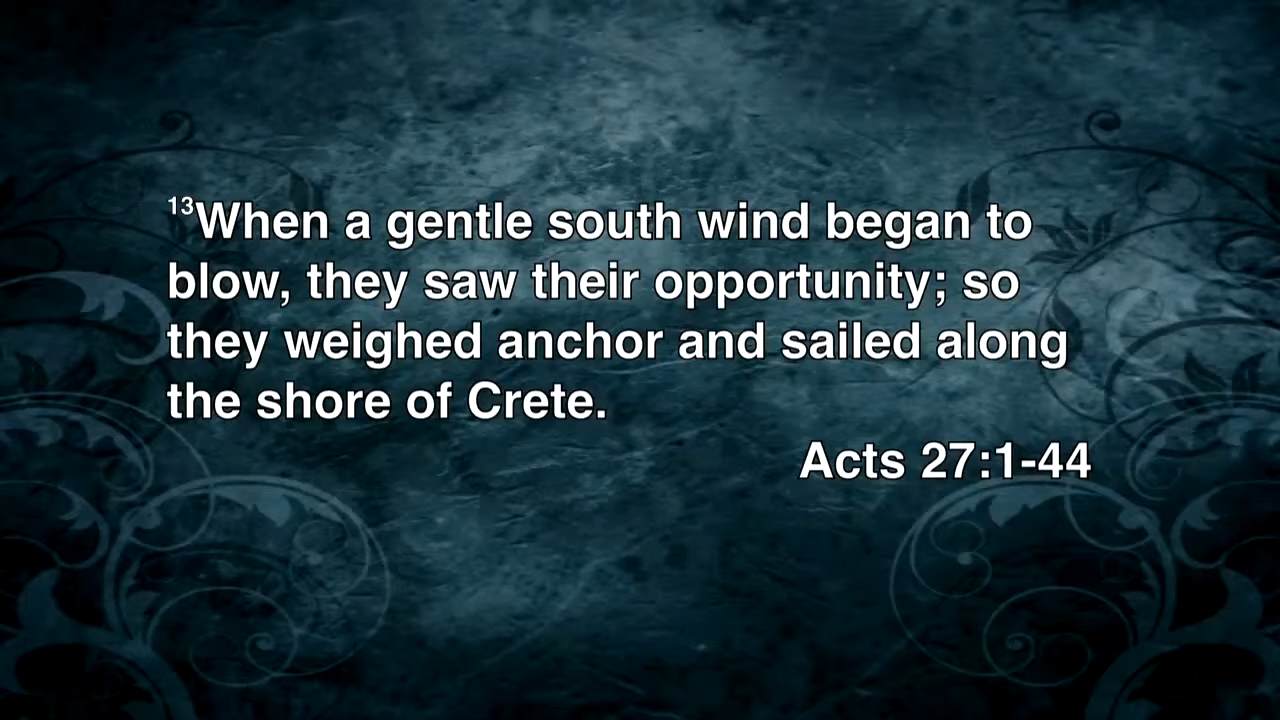 ¹³When a gentle south wind began to
blow, they saw their opportunity; so
they weighed anchor and sailed along
the shore of Crete.
Acts 27:1-44